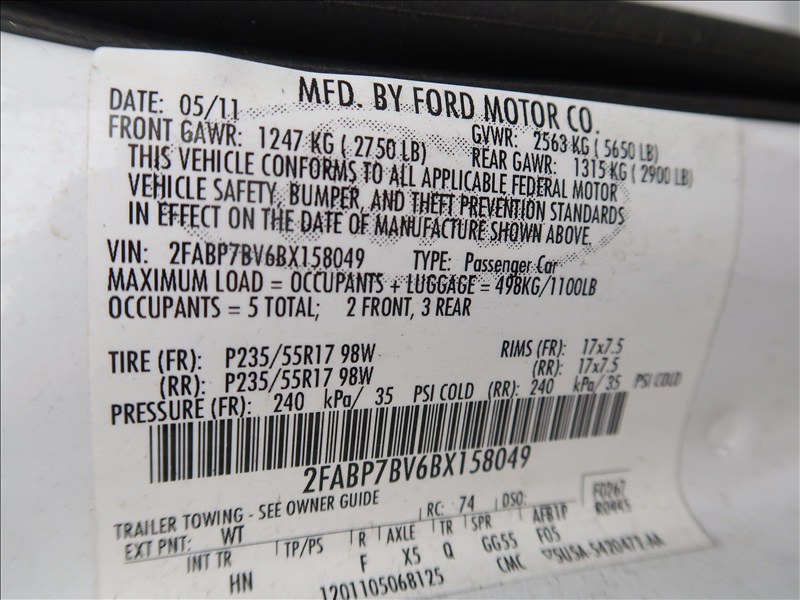 MFD. BY FORD MOTOR CO.
DATE: 05/11 GVWR: 2563 KG ( 5650 LB)
FRONT GAWR: 1247 KG ( 2750 LB) REAR GAWR: 1315 KG ( 2900 LB)
THIS VEHICLE CONFORMS TO ALL APPLICABLE FEDERAL MOTOR
VEHICLE SAFETY, BUMPER, AND THEFT PREVENTION STANDARDS
IN EFFECT ON THE DATE OF MANUFACTURE SHOWN ABOVE.
VIN: 2FABP7BV6BX158049 TYPE: Passenger Car
MAXIMUM LOAD = OCCUPANTS + LUGGAGE = 498KG/1100LB
OCCUPANTS = 5 TOTAL; 2 FRONT, 3 REAR
TIRE (FR): P235/55R17 98W RIMS (FR): 17x7.5
(RR): P235/55R17 98W (RR): 17x7.5
PRESSURE (FR): 240 kPa/ 35 PSI COLD (RR): 240 kPa/ 35 PSI COLD
2FABP7BV6BX158049
TRAILER TOWING - SEE OWNER GUIDE
EXT PNT: WT RC: 74 DSO: F0267
INT TR TP/PS R AXLE TR SPR AFB1P
HN F X5 Q GG55 F05
1201105068125 CMC